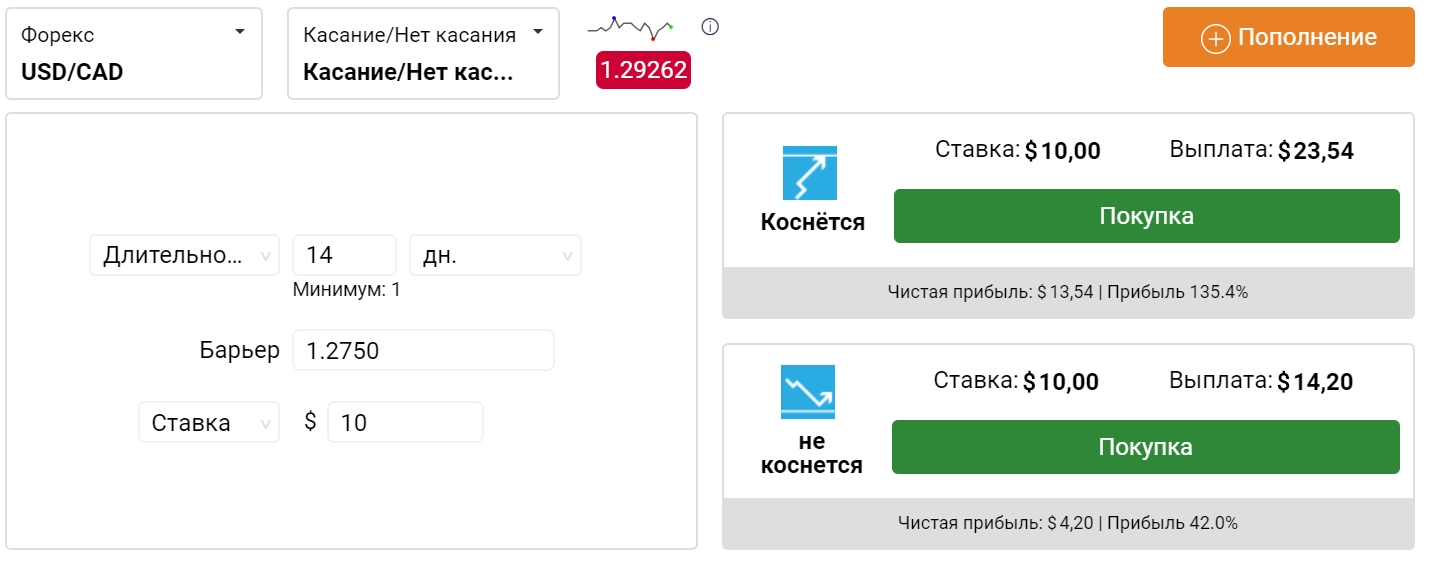 Форекс
USD/CAD
Касание/Нет касания
Касание/Нет кас...
1.29262
Пополнение
Длительно...
14
дн.
Минимум: 1
Барьер
1.2750
Ставка
$
10
Коснётся
Ставка: $10,00
Выплата: $23,54
Покупка
Чистая прибыль: $13,54 | Прибыль 135.4%
не
коснется
Ставка: $10,00
Выплата: $14,20
Покупка
Чистая прибыль: $4,20 | Прибыль 42.0%